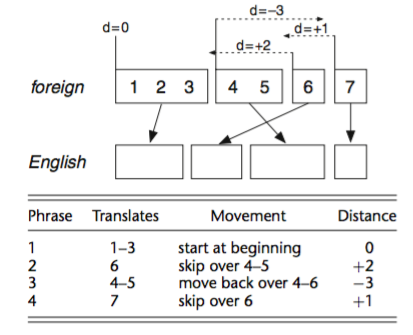 d=−3
d=0
d=+1
d=+2
foreign 1 2 3 4 5 6 7
English
Phrase Translates Movement Distance
1 1–3 start at beginning 0
2 6 skip over 4–5 +2
3 4–5 move back over 4–6 −3
4 7 skip over 6 +1